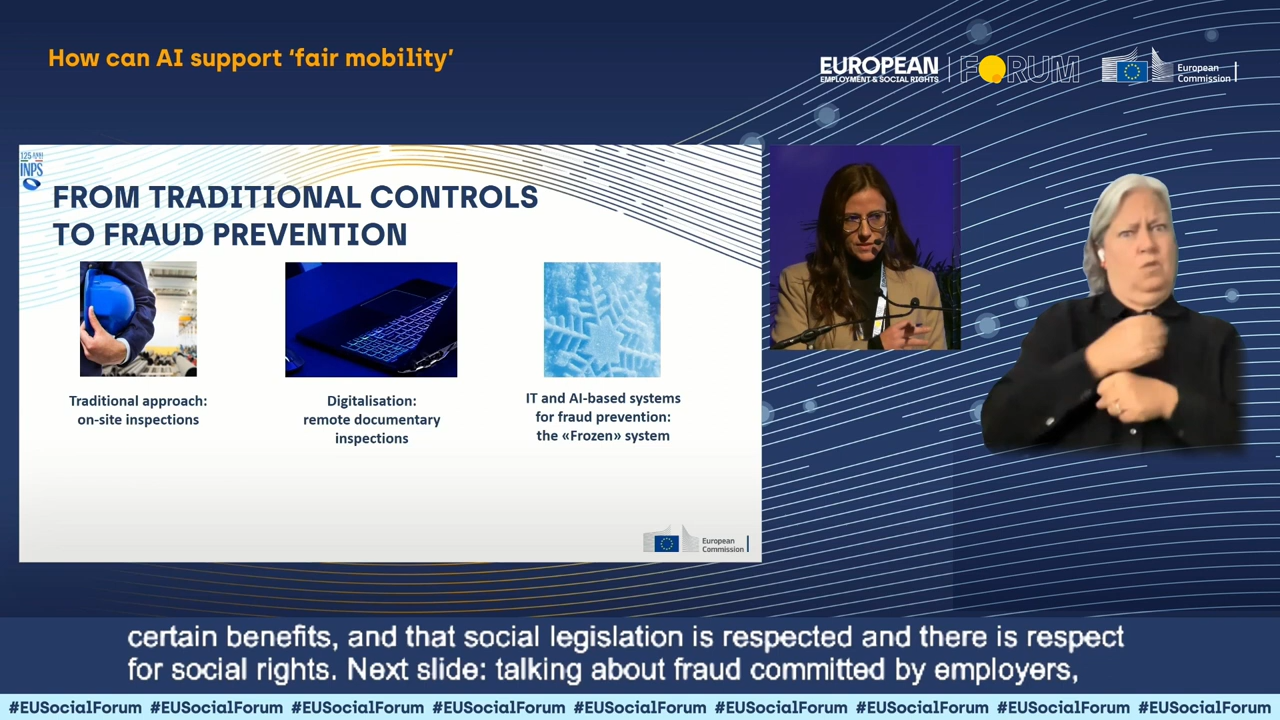 How can AI support ‘fair mobility’
EUROPEAN
EMPLOYMENT & SOCIAL RIGHTS
FORUM
European
Commission
125 ANNI
INPS
FROM TRADITIONAL CONTROLS
TO FRAUD PREVENTION
Traditional approach:
on-site inspections
Digitalisation:
remote documentary
inspections
IT and AI-based systems
for fraud prevention:
the «Frozen» system
European
Commission
certain benefits, and that social legislation is respected and there is respect
for social rights. Next slide: talking about fraud committed by employers,
#EUSocialForum #EUSocialForum #EUSocialForum #EUSocialForum #EUSocialForum #EUSocialForum #EUSocialForum #EUSocialForum #EUSocialForum